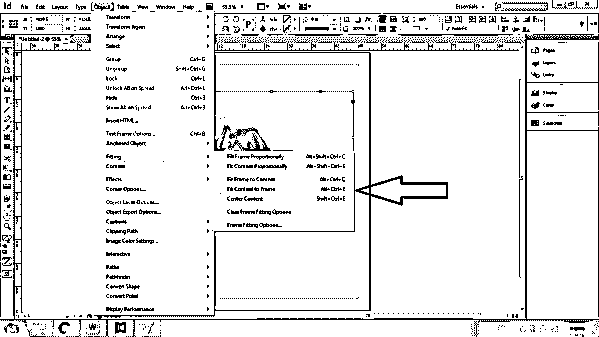 Id File Edit Layout Type Object Table View Window Help
Essentials
Transform
Transform Again
Arrange
Select
Group Ctrl+G
Ungroup Shift+Ctrl+G
Lock Ctrl+L
Unlock All on Spread Alt+Ctrl+L
Hide Ctrl+3
Show All on Spread Alt+Ctrl+3
Insert HTML...
Text Frame Options... Ctrl+B
Anchored Object
Fitting
Content
Effects
Corner Options...
Object Layer Options...
Object Export Options...
Captions
Clipping Path
Image Color Settings...
Interactive
Paths
Pathfinder
Convert Shape
Convert Point
Display Performance
Fill Frame Proportionally Alt+Shift+Ctrl+C
Fit Content Proportionally Alt+Shift+Ctrl+E
Fit Frame to Content Alt+Ctrl+C
Fit Content to Frame Alt+Ctrl+E
Center Content Shift+Ctrl+E
Clear Frame Fitting Options
Frame Fitting Options...
Pages
Layers
Links
Stroke
Color
Swatches